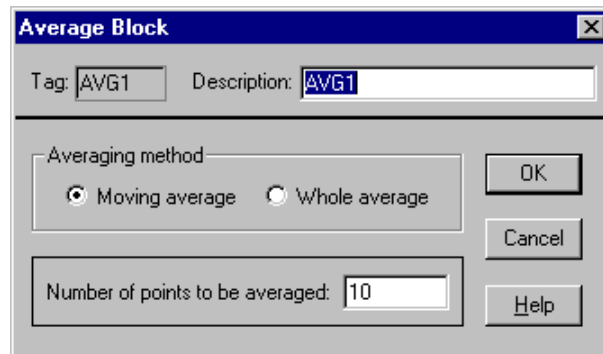 Average Block
Tag: AVG1 Description: AVG1
Averaging method
Moving average Whole average
OK
Cancel
Number of points to be averaged: 10
Help